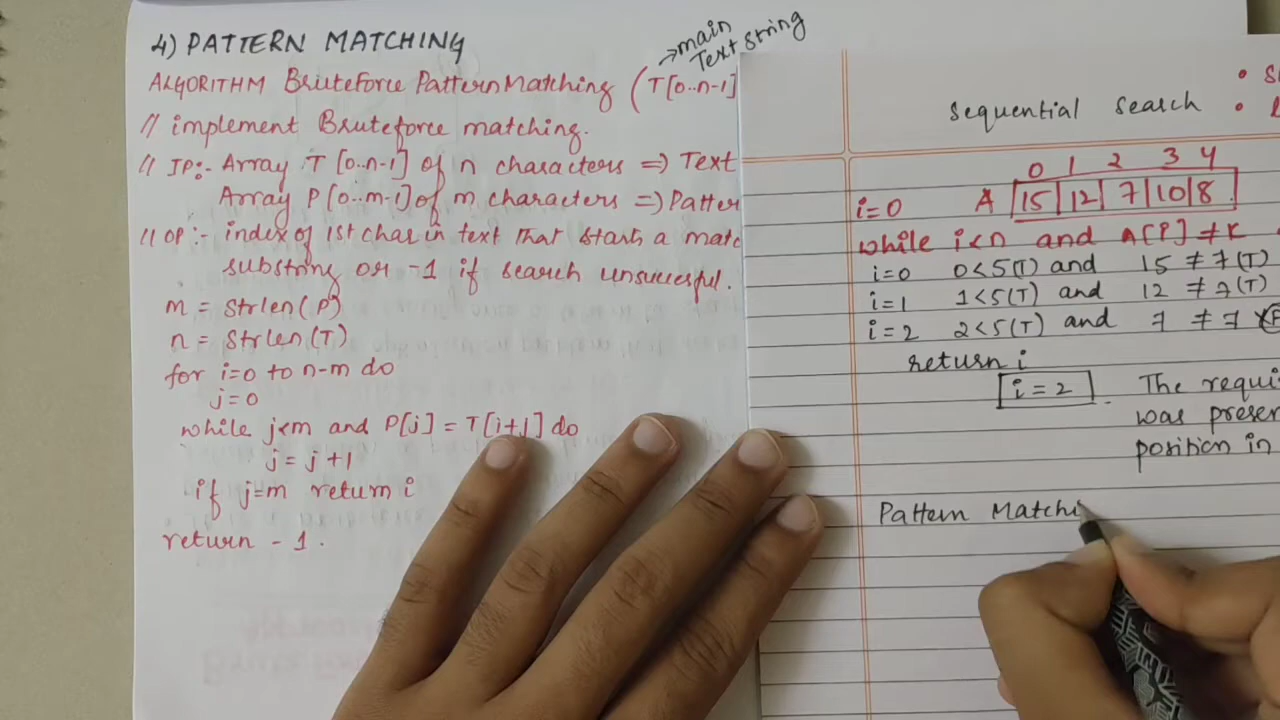 4) PATTERN MATCHING
→main
Text string
ALGORITHM Bruteforce PatternMatching (T[0..n-1]
// implement Bruteforce matching.
// IP:- Array T[0..n-1] of n characters => Text
Array P[0..m-1] of m characters => Patter
// OP:- index of 1st char in text that starts a matc
substring or -1 if search unsuccesful.
m = Strlen(P)
n = Strlen(T)
for i=0 to n-m do
j=0
while j<m and P[j] = T[i+j] do
j = j+1
if j=m return i
return -1.
sequential search
0 1 2 3 4
i=0 A 15 12 7 10 8
while i<n and A[i] ≠ K
i=0 0<5(T) and 15 ≠ 7(T)
i=1 1<5(T) and 12 ≠ 7(T)
i=2 2<5(T) and 7 ≠ 7
return i
i=2 The requi
was presen
position in
Pattern Matchi